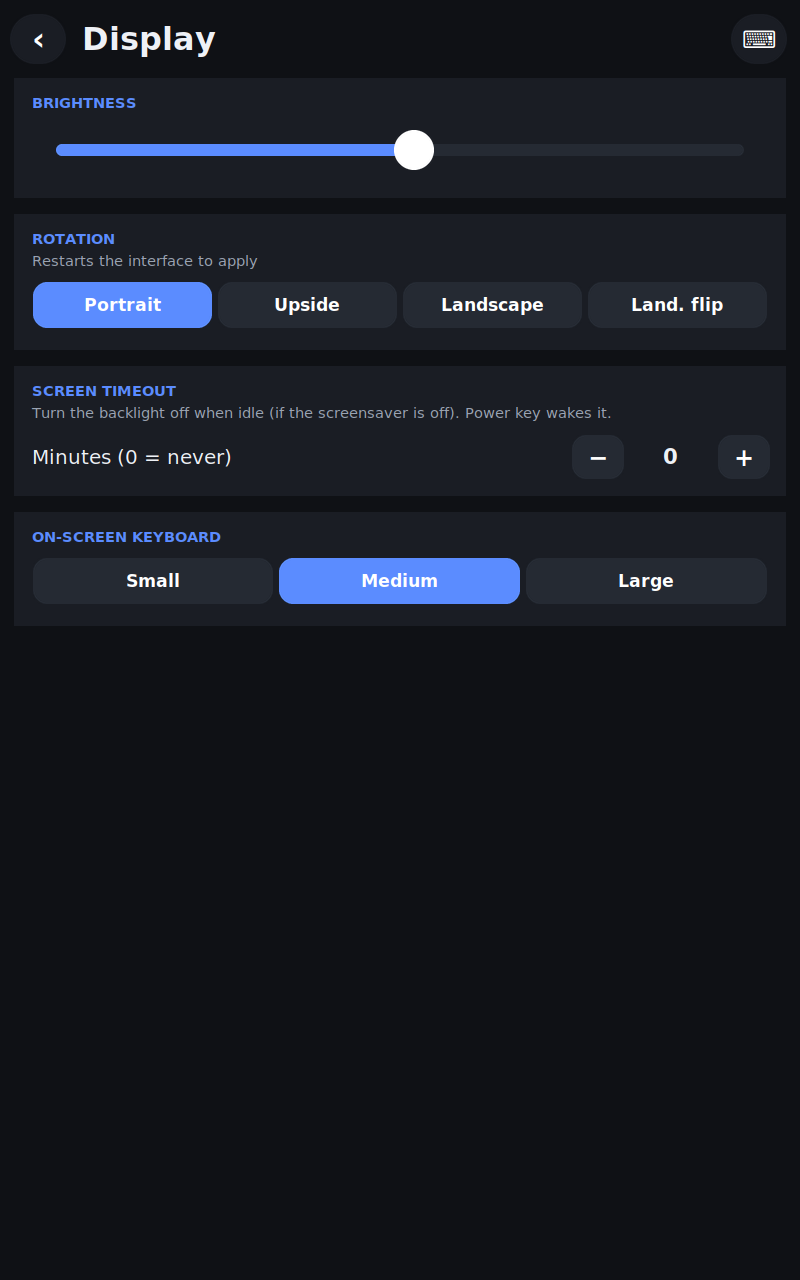 ‹ Display ⌨
BRIGHTNESS
ROTATION
Restarts the interface to apply
Portrait Upside Landscape Land. flip
SCREEN TIMEOUT
Turn the backlight off when idle (if the screensaver is off). Power key wakes it.
Minutes (0 = never) − 0 +
ON-SCREEN KEYBOARD
Small Medium Large